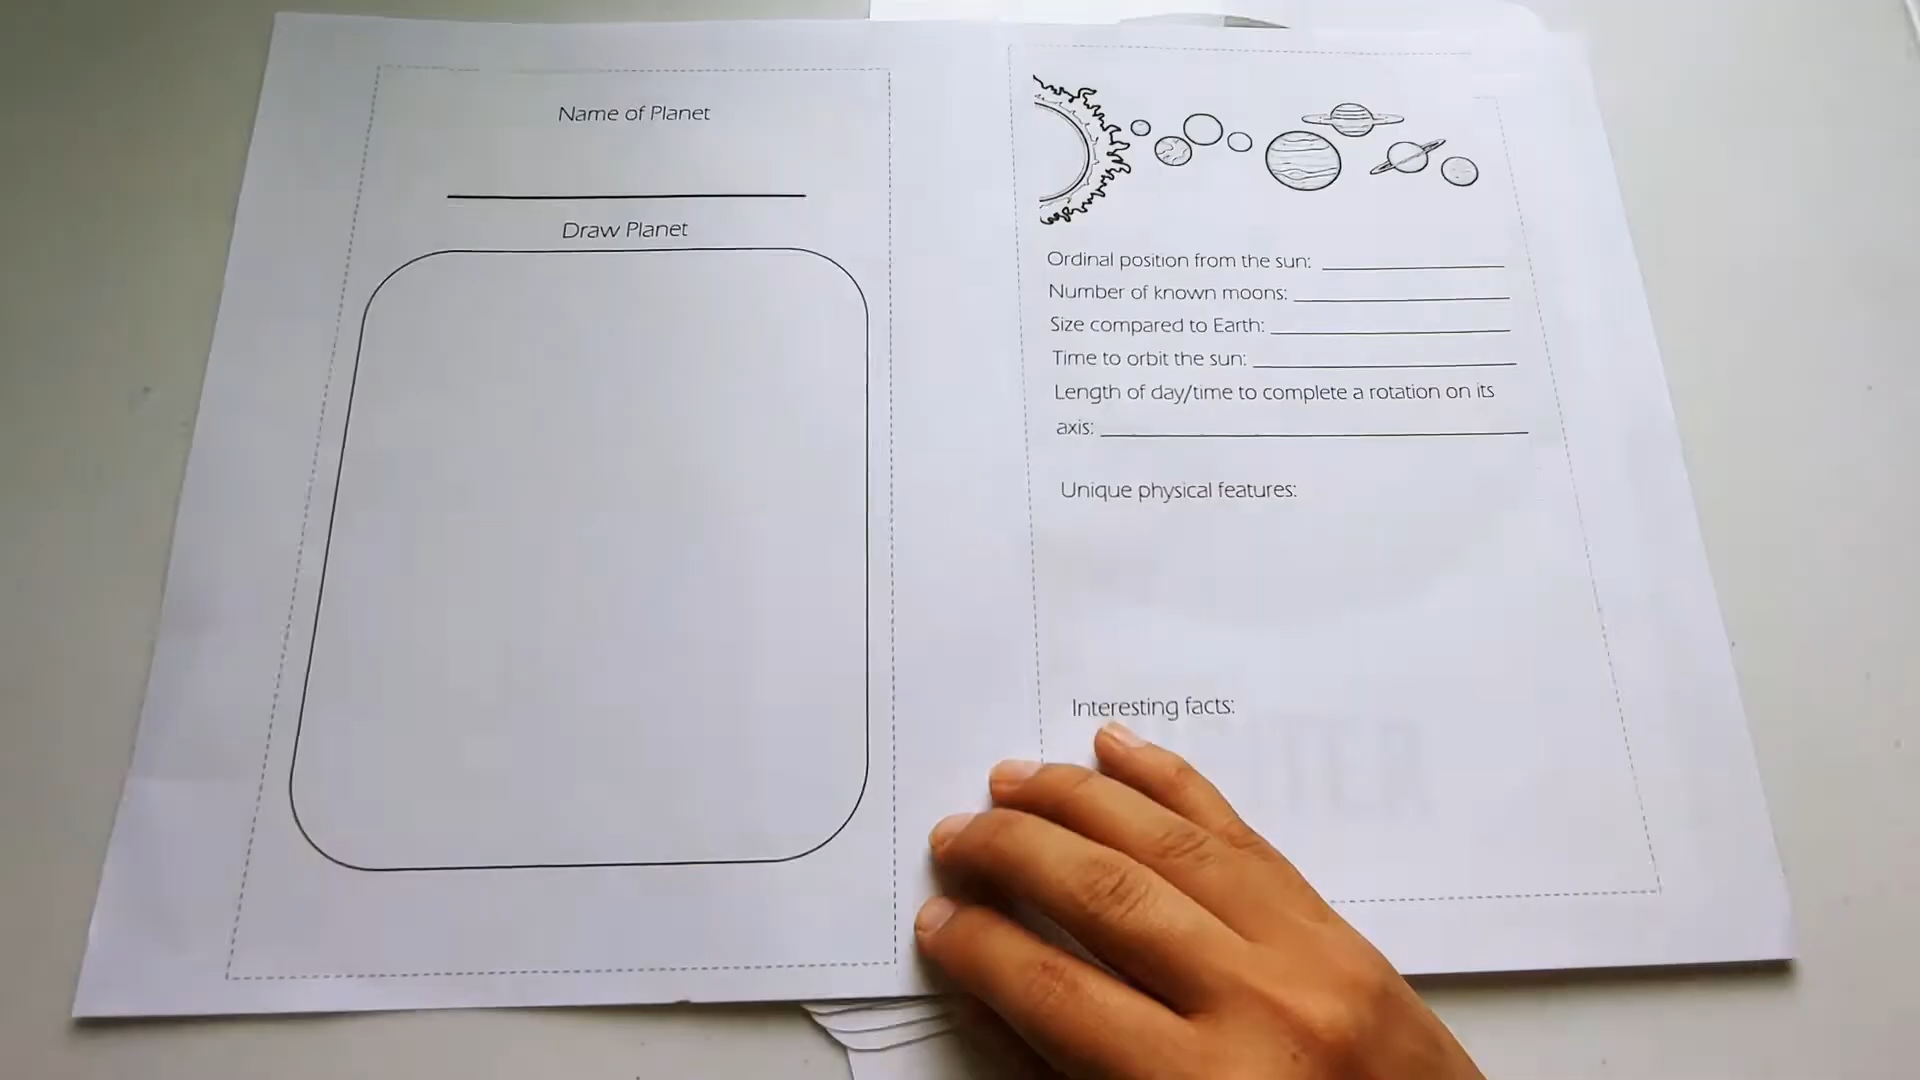 Name of Planet
Draw Planet
Ordinal position from the sun:
Number of known moons:
Size compared to Earth:
Time to orbit the sun:
Length of day/time to complete a rotation on its
axis:
Unique physical features:
Interesting facts: